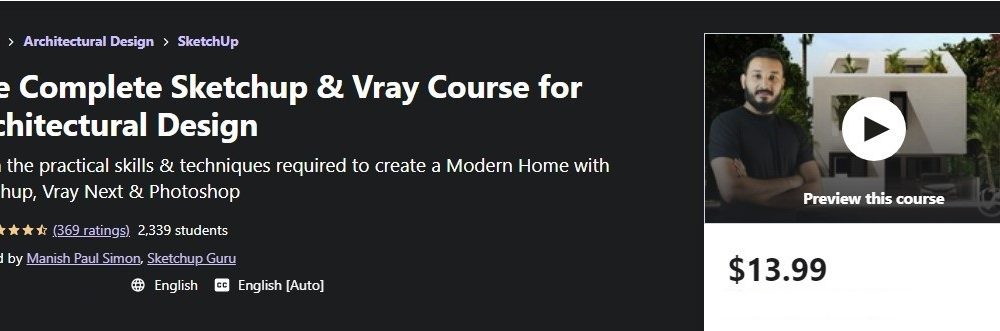 Architectural Design > SketchUp
e Complete Sketchup & Vray Course for
chitectural Design
the practical skills & techniques required to create a Modern Home with
hup, Vray Next & Photoshop
(369 ratings) 2,339 students
d by Manish Paul Simon, Sketchup Guru
English CC English [Auto]
Preview this course
$13.99